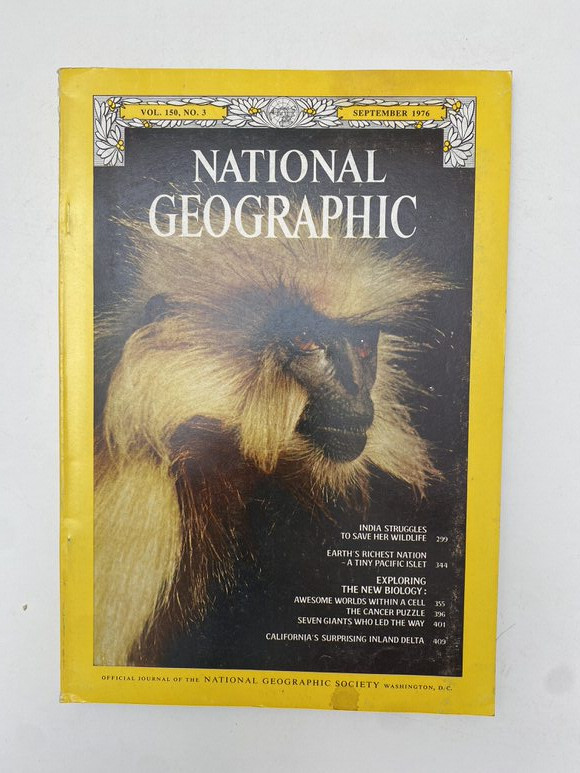 VOL. 150, NO. 3
SEPTEMBER 1976
NATIONAL
GEOGRAPHIC
INDIA STRUGGLES
TO SAVE HER WILDLIFE 299
EARTH'S RICHEST NATION
–A TINY PACIFIC ISLET 344
EXPLORING
THE NEW BIOLOGY:
AWESOME WORLDS WITHIN A CELL 355
THE CANCER PUZZLE 396
SEVEN GIANTS WHO LED THE WAY 401
CALIFORNIA'S SURPRISING INLAND DELTA 409
OFFICIAL JOURNAL OF THE NATIONAL GEOGRAPHIC SOCIETY WASHINGTON, D.C.